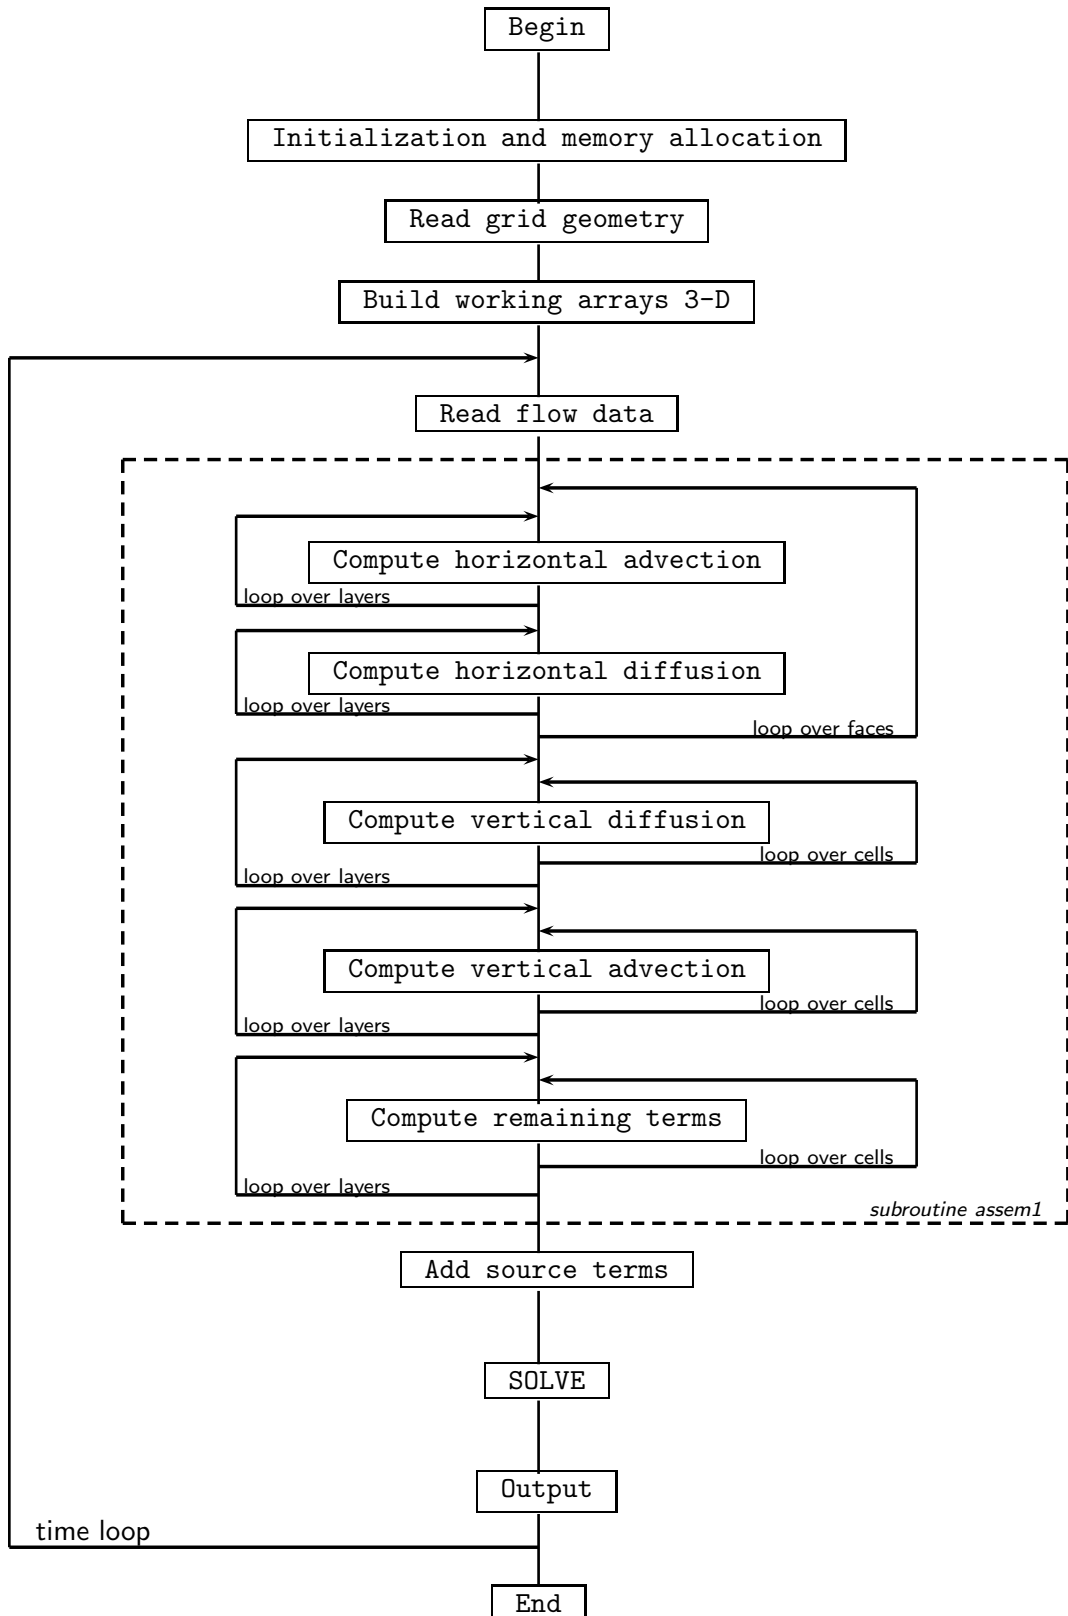 Begin
Initialization and memory allocation
Read grid geometry
Build working arrays 3-D
Read flow data
Compute horizontal advection
loop over layers
Compute horizontal diffusion
loop over layers
loop over faces
Compute vertical diffusion
loop over cells
loop over layers
Compute vertical advection
loop over cells
loop over layers
Compute remaining terms
loop over cells
loop over layers
subroutine assem1
Add source terms
SOLVE
Output
time loop
End